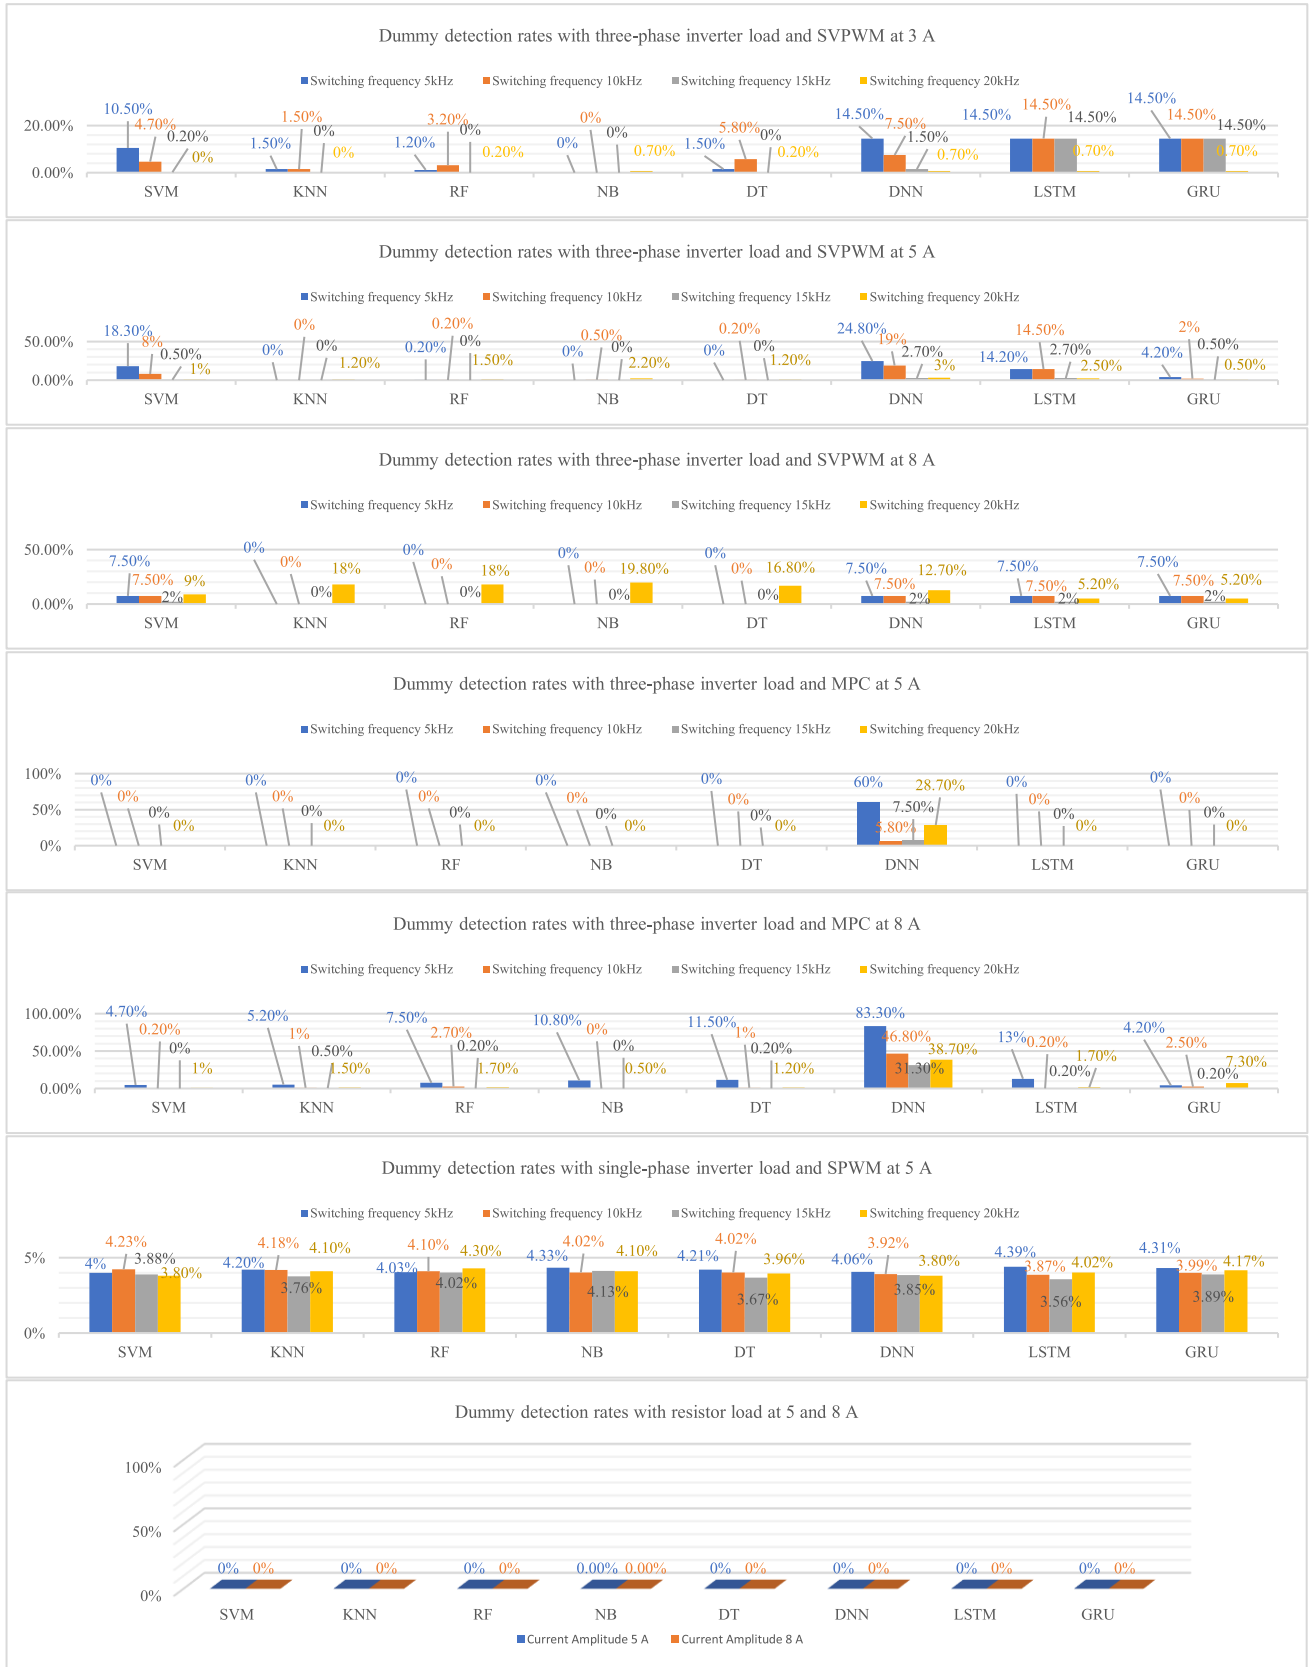 Dummy detection rates with three-phase inverter load and SVPWM at 3 A
Switching frequency 5kHz Switching frequency 10kHz Switching frequency 15kHz Switching frequency 20kHz
20.00%
0.00%
10.50% 4.70% 0.20% 0%
1.50% 1.50% 0% 0%
1.20% 3.20% 0% 0.20%
0% 0% 0% 0.70%
1.50% 5.80% 0% 0.20%
14.50% 7.50% 1.50% 0.70%
14.50% 14.50% 14.50% 0.70%
14.50% 14.50% 14.50% 0.70%
SVM KNN RF NB DT DNN LSTM GRU
Dummy detection rates with three-phase inverter load and SVPWM at 5 A
Switching frequency 5kHz Switching frequency 10kHz Switching frequency 15kHz Switching frequency 20kHz
50.00%
0.00%
18.30% 8% 0.50% 1%
0% 0% 0% 1.20%
0.20% 0.20% 0% 1.50%
0% 0.50% 0% 2.20%
0% 0.20% 0% 1.20%
24.80% 19% 2.70% 3%
14.20% 14.50% 2.70% 2.50%
4.20% 2% 0.50% 0.50%
SVM KNN RF NB DT DNN LSTM GRU
Dummy detection rates with three-phase inverter load and SVPWM at 8 A
Switching frequency 5kHz Switching frequency 10kHz Switching frequency 15kHz Switching frequency 20kHz
50.00%
0.00%
7.50% 7.50% 2% 9%
0% 0% 0% 18%
0% 0% 0% 18%
0% 0% 0% 19.80%
0% 0% 0% 16.80%
7.50% 7.50% 2% 12.70%
7.50% 7.50% 2% 5.20%
7.50% 7.50% 2% 5.20%
SVM KNN RF NB DT DNN LSTM GRU
Dummy detection rates with three-phase inverter load and MPC at 5 A
Switching frequency 5kHz Switching frequency 10kHz Switching frequency 15kHz Switching frequency 20kHz
100%
50%
0%
0% 0% 0% 0%
0% 0% 0% 0%
0% 0% 0% 0%
0% 0% 0% 0%
0% 0% 0% 0%
60% 5.80% 7.50% 28.70%
0% 0% 0% 0%
0% 0% 0% 0%
SVM KNN RF NB DT DNN LSTM GRU
Dummy detection rates with three-phase inverter load and MPC at 8 A
Switching frequency 5kHz Switching frequency 10kHz Switching frequency 15kHz Switching frequency 20kHz
100.00%
50.00%
0.00%
4.70% 0.20% 0% 1%
5.20% 1% 0.50% 1.50%
7.50% 2.70% 0.20% 1.70%
10.80% 0% 0% 0.50%
11.50% 1% 0.20% 1.20%
83.30% 46.80% 31.30% 38.70%
13% 0.20% 0.20% 1.70%
4.20% 2.50% 0.20% 7.30%
SVM KNN RF NB DT DNN LSTM GRU
Dummy detection rates with single-phase inverter load and SPWM at 5 A
Switching frequency 5kHz Switching frequency 10kHz Switching frequency 15kHz Switching frequency 20kHz
5%
0%
4% 4.23% 3.88% 3.80%
4.20% 4.18% 3.76% 4.10%
4.03% 4.10% 4.02% 4.30%
4.33% 4.02% 4.13% 4.10%
4.21% 4.02% 3.67% 3.96%
4.06% 3.92% 3.85% 3.80%
4.39% 3.87% 3.56% 4.02%
4.31% 3.99% 3.89% 4.17%
SVM KNN RF NB DT DNN LSTM GRU
Dummy detection rates with resistor load at 5 and 8 A
100%
50%
0%
0% 0% 0% 0% 0% 0% 0.00% 0.00% 0% 0% 0% 0% 0% 0% 0% 0%
SVM KNN RF NB DT DNN LSTM GRU
Current Amplitude 5 A Current Amplitude 8 A